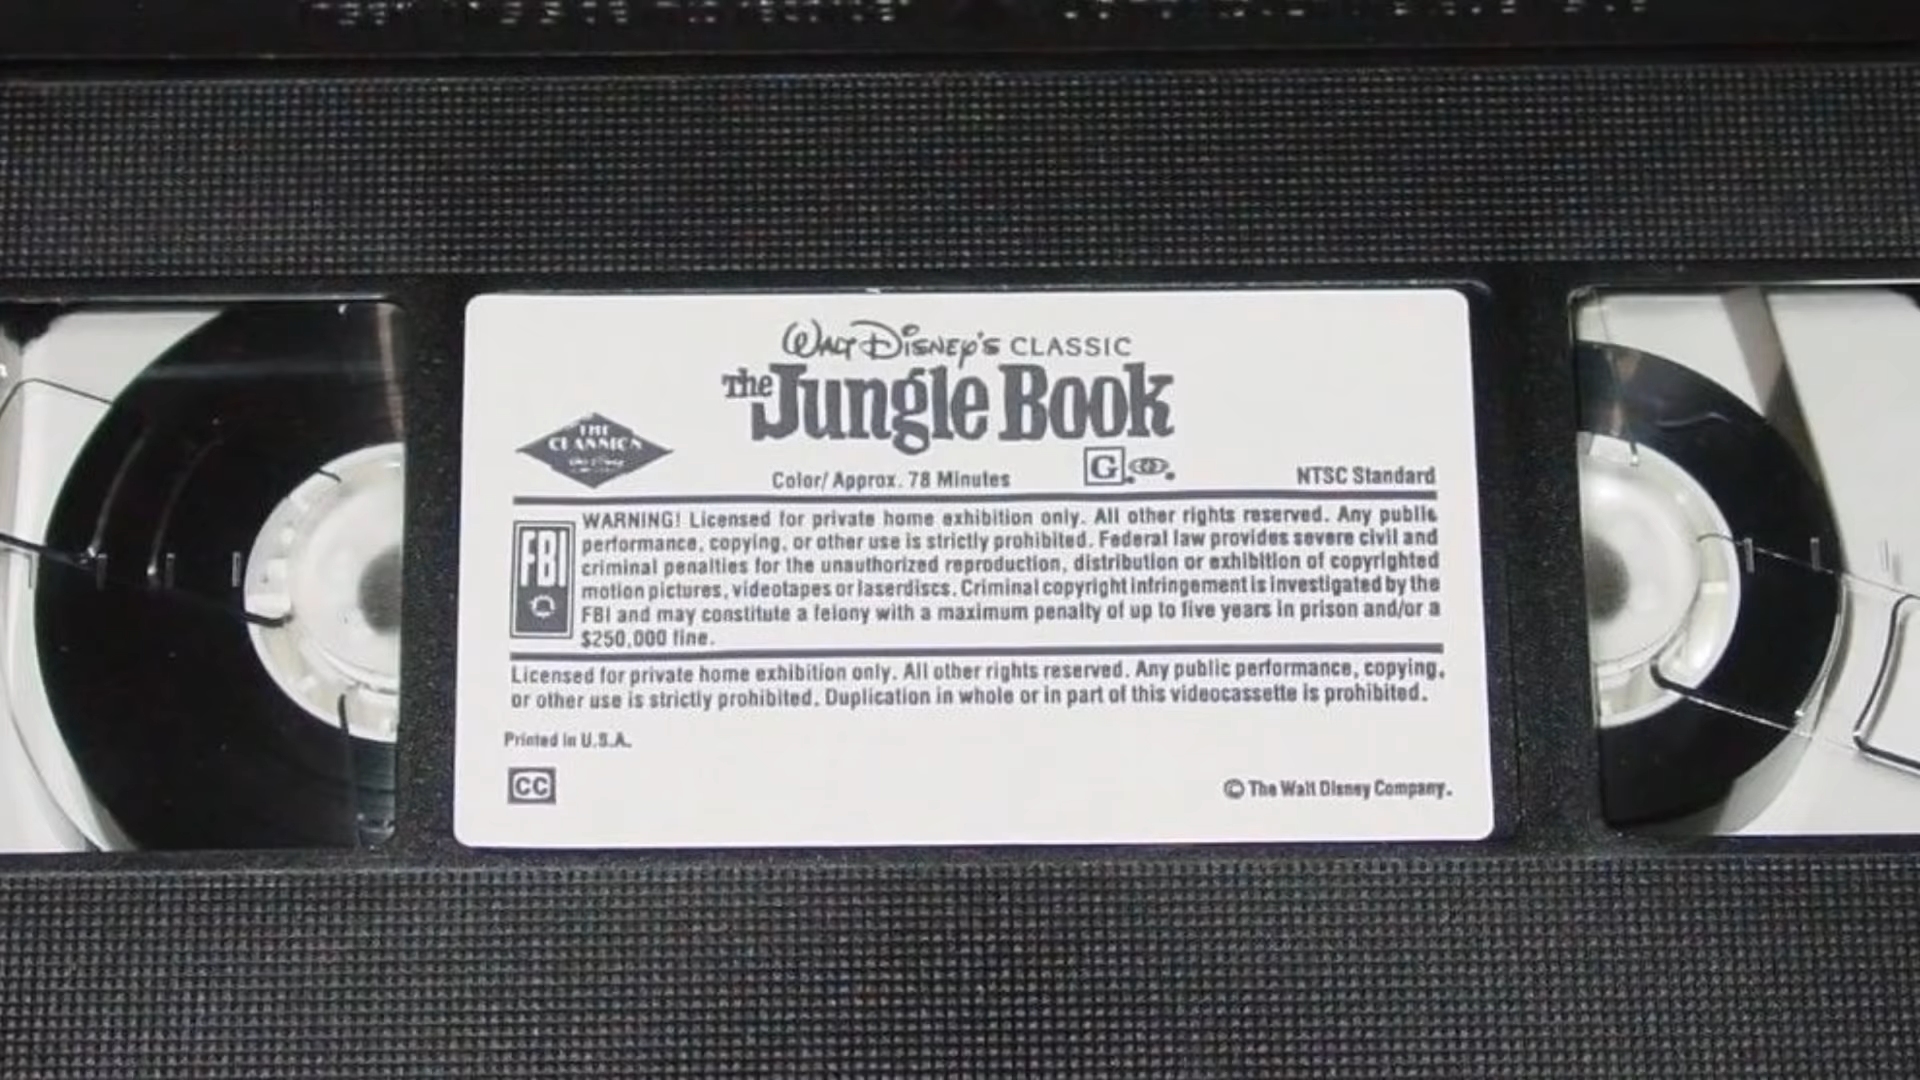 Walt Disney's CLASSIC
The Jungle Book
THE
CLASSICS
Color/ Approx. 78 Minutes
G
NTSC Standard
FBI
WARNING! Licensed for private home exhibition only. All other rights reserved. Any public
performance, copying, or other use is strictly prohibited. Federal law provides severe civil and
criminal penalties for the unauthorized reproduction, distribution or exhibition of copyrighted
motion pictures, videotapes or laserdiscs. Criminal copyright infringement is investigated by the
FBI and may constitute a felony with a maximum penalty of up to five years in prison and/or a
$250,000 fine.
Licensed for private home exhibition only. All other rights reserved. Any public performance, copying,
or other use is strictly prohibited. Duplication in whole or in part of this videocassette is prohibited.
Printed in U.S.A.
CC
© The Walt Disney Company.